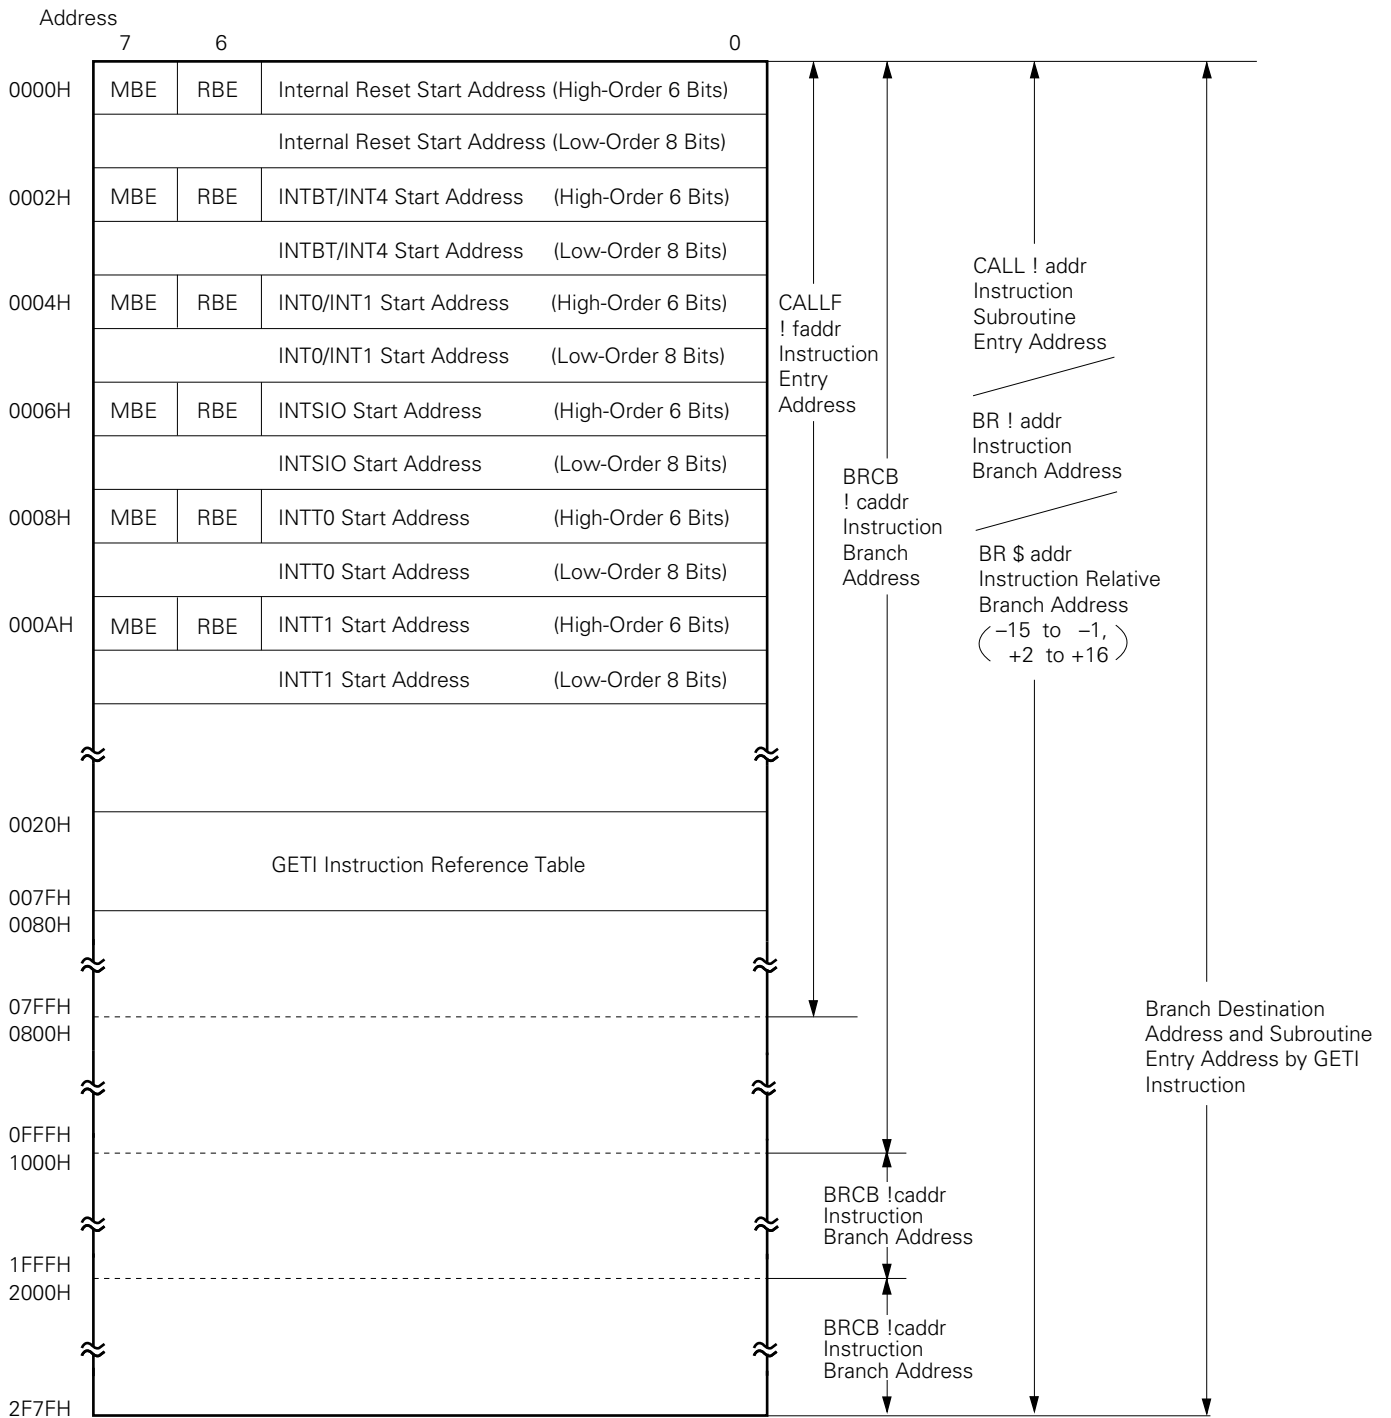 Address
7 6 0
0000H MBE RBE Internal Reset Start Address (High-Order 6 Bits)
Internal Reset Start Address (Low-Order 8 Bits)
0002H MBE RBE INTBT/INT4 Start Address (High-Order 6 Bits)
INTBT/INT4 Start Address (Low-Order 8 Bits)
0004H MBE RBE INT0/INT1 Start Address (High-Order 6 Bits)
INT0/INT1 Start Address (Low-Order 8 Bits)
0006H MBE RBE INTSIO Start Address (High-Order 6 Bits)
INTSIO Start Address (Low-Order 8 Bits)
0008H MBE RBE INTT0 Start Address (High-Order 6 Bits)
INTT0 Start Address (Low-Order 8 Bits)
000AH MBE RBE INTT1 Start Address (High-Order 6 Bits)
INTT1 Start Address (Low-Order 8 Bits)
0020H
GETI Instruction Reference Table
007FH
0080H
07FFH
0800H
0FFFH
1000H
1FFFH
2000H
2F7FH
CALLF
! faddr
Instruction
Entry
Address
BRCB
! caddr
Instruction
Branch
Address
BRCB !caddr
Instruction
Branch Address
BRCB !caddr
Instruction
Branch Address
CALL ! addr
Instruction
Subroutine
Entry Address
BR ! addr
Instruction
Branch Address
BR $ addr
Instruction Relative
Branch Address
(–15 to –1,
+2 to +16)
Branch Destination
Address and Subroutine
Entry Address by GETI
Instruction